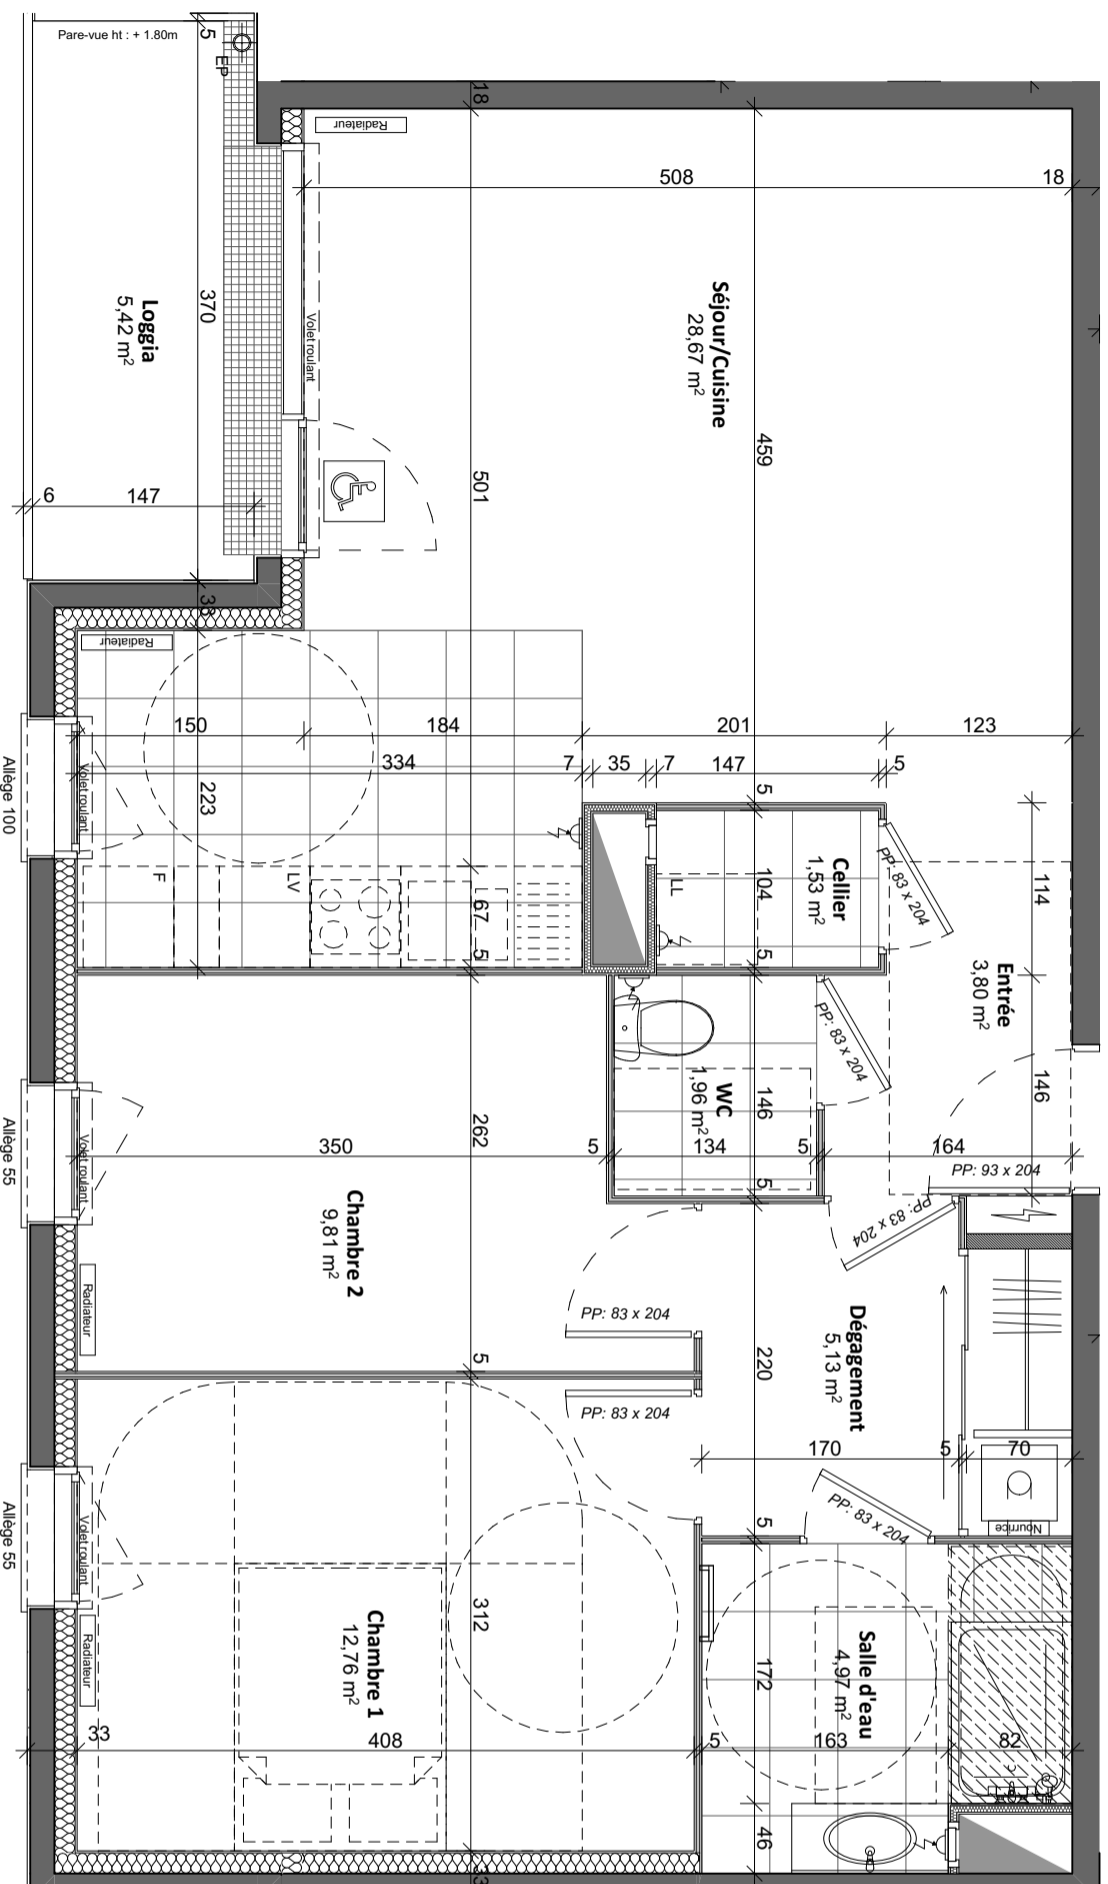 Pare-vue ht : + 1.80m
5
EP
18
Radiateur
508
18
Séjour/Cuisine
28,67 m²
Loggia
5,42 m²
370
Volet roulant
459
501
6
147
Radiateur
150
184
201
123
334
7
35
7
147
5
223
5
Volet roulant
Allège 100
F
LV
67
5
LL
Cellier
1,53 m²
104
5
PP: 83 x 204
114
Entrée
3,80 m²
PP: 83 x 204
WC
1,96 m²
146
146
262
350
5
134
5
164
PP: 93 x 204
5
Volet roulant
Allège 55
Chambre 2
9,81 m²
PP: 83 x 204
Radiateur
PP: 83 x 204
5
220
Dégagement
5,13 m²
PP: 83 x 204
170
5
70
Nourrice
PP: 83 x 204
5
Volet roulant
Allège 55
312
Chambre 1
12,76 m²
Radiateur
Salle d'eau
4,97 m²
172
33
408
5
163
82
46
33